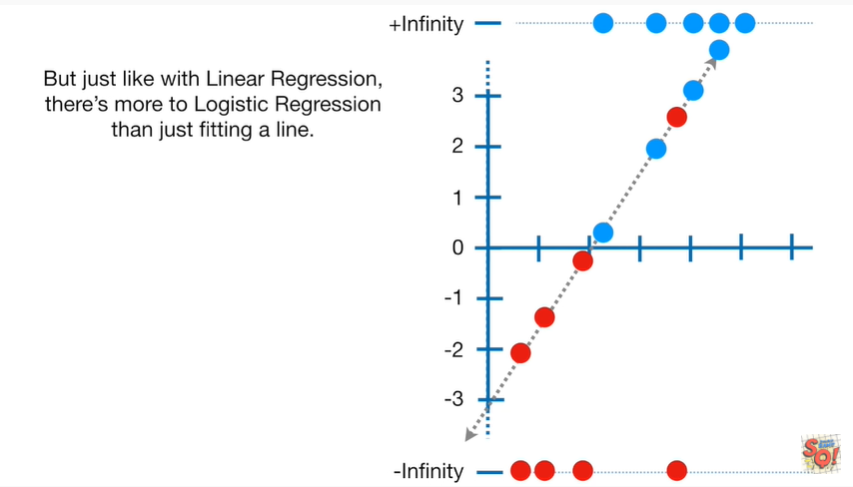 +Infinity
But just like with Linear Regression,
there's more to Logistic Regression
than just fitting a line.
3
2
1
0
-1
-2
-3
-Infinity
SQ!